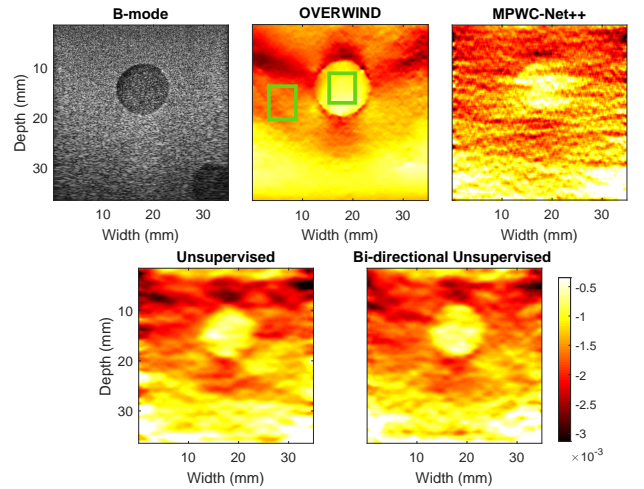 B-mode
OVERWIND
MPWC-Net++
Depth (mm)
10
20
30
10 20 30
10 20 30
10 20 30
Width (mm)
Width (mm)
Width (mm)
Unsupervised
Bi-directional Unsupervised
Depth (mm)
10
20
30
10 20 30
10 20 30
Width (mm)
Width (mm)
-0.5
-1
-1.5
-2
-2.5
-3
×10⁻³